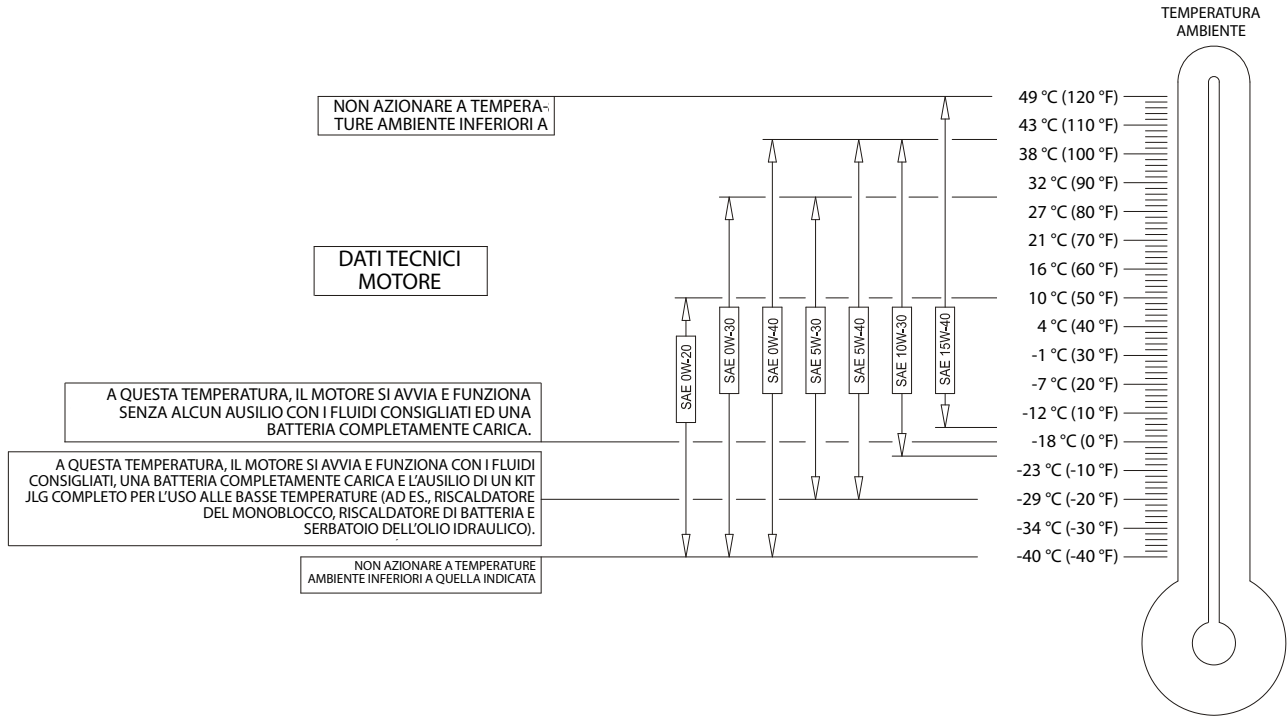 TEMPERATURA
AMBIENTE
NON AZIONARE A TEMPERA-
TURE AMBIENTE INFERIORI A
49 °C (120 °F)
43 °C (110 °F)
38 °C (100 °F)
32 °C (90 °F)
27 °C (80 °F)
21 °C (70 °F)
16 °C (60 °F)
10 °C (50 °F)
4 °C (40 °F)
-1 °C (30 °F)
-7 °C (20 °F)
-12 °C (10 °F)
-18 °C (0 °F)
-23 °C (-10 °F)
-29 °C (-20 °F)
-34 °C (-30 °F)
-40 °C (-40 °F)
DATI TECNICI
MOTORE
SAE 0W-20
SAE 0W-30
SAE 0W-40
SAE 5W-30
SAE 5W-40
SAE 10W-30
SAE 15W-40
A QUESTA TEMPERATURA, IL MOTORE SI AVVIA E FUNZIONA
SENZA ALCUN AUSILIO CON I FLUIDI CONSIGLIATI ED UNA
BATTERIA COMPLETAMENTE CARICA.
A QUESTA TEMPERATURA, IL MOTORE SI AVVIA E FUNZIONA CON I FLUIDI
CONSIGLIATI, UNA BATTERIA COMPLETAMENTE CARICA E L'AUSILIO DI UN KIT
JLG COMPLETO PER L'USO ALLE BASSE TEMPERATURE (AD ES., RISCALDATORE
DEL MONOBLOCCO, RISCALDATORE DI BATTERIA E
SERBATOIO DELL'OLIO IDRAULICO).
NON AZIONARE A TEMPERATURE
AMBIENTE INFERIORI A QUELLA INDICATA